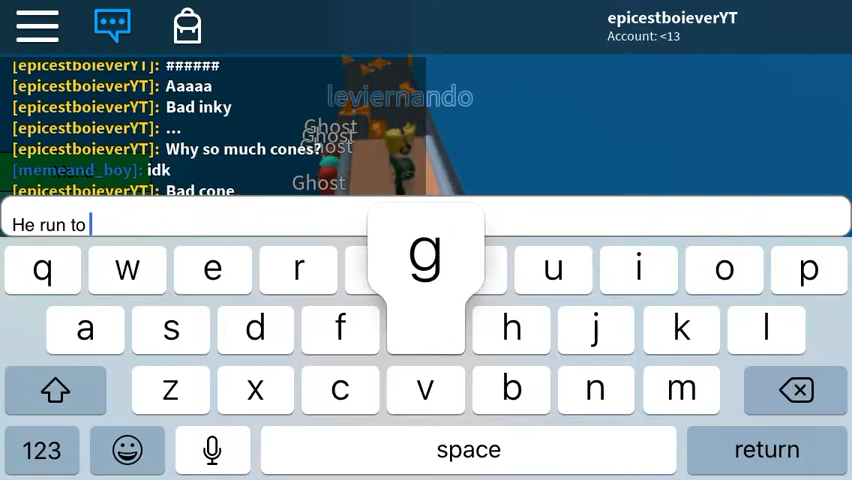 epicestboieverYT
Account: <13
[epicestboieverYT]: ######
[epicestboieverYT]: Aaaaa
[epicestboieverYT]: Bad inky
[epicestboieverYT]: ...
[epicestboieverYT]: Why so much cones?
[memeand_boy]: idk
[epicestboieverYT]: Bad cone
leviernando
Ghost
Ghost
Ghost
Ghost
He run to
g
q w e r u i o p
a s d f h j k l
z x c v b n m
123 space return